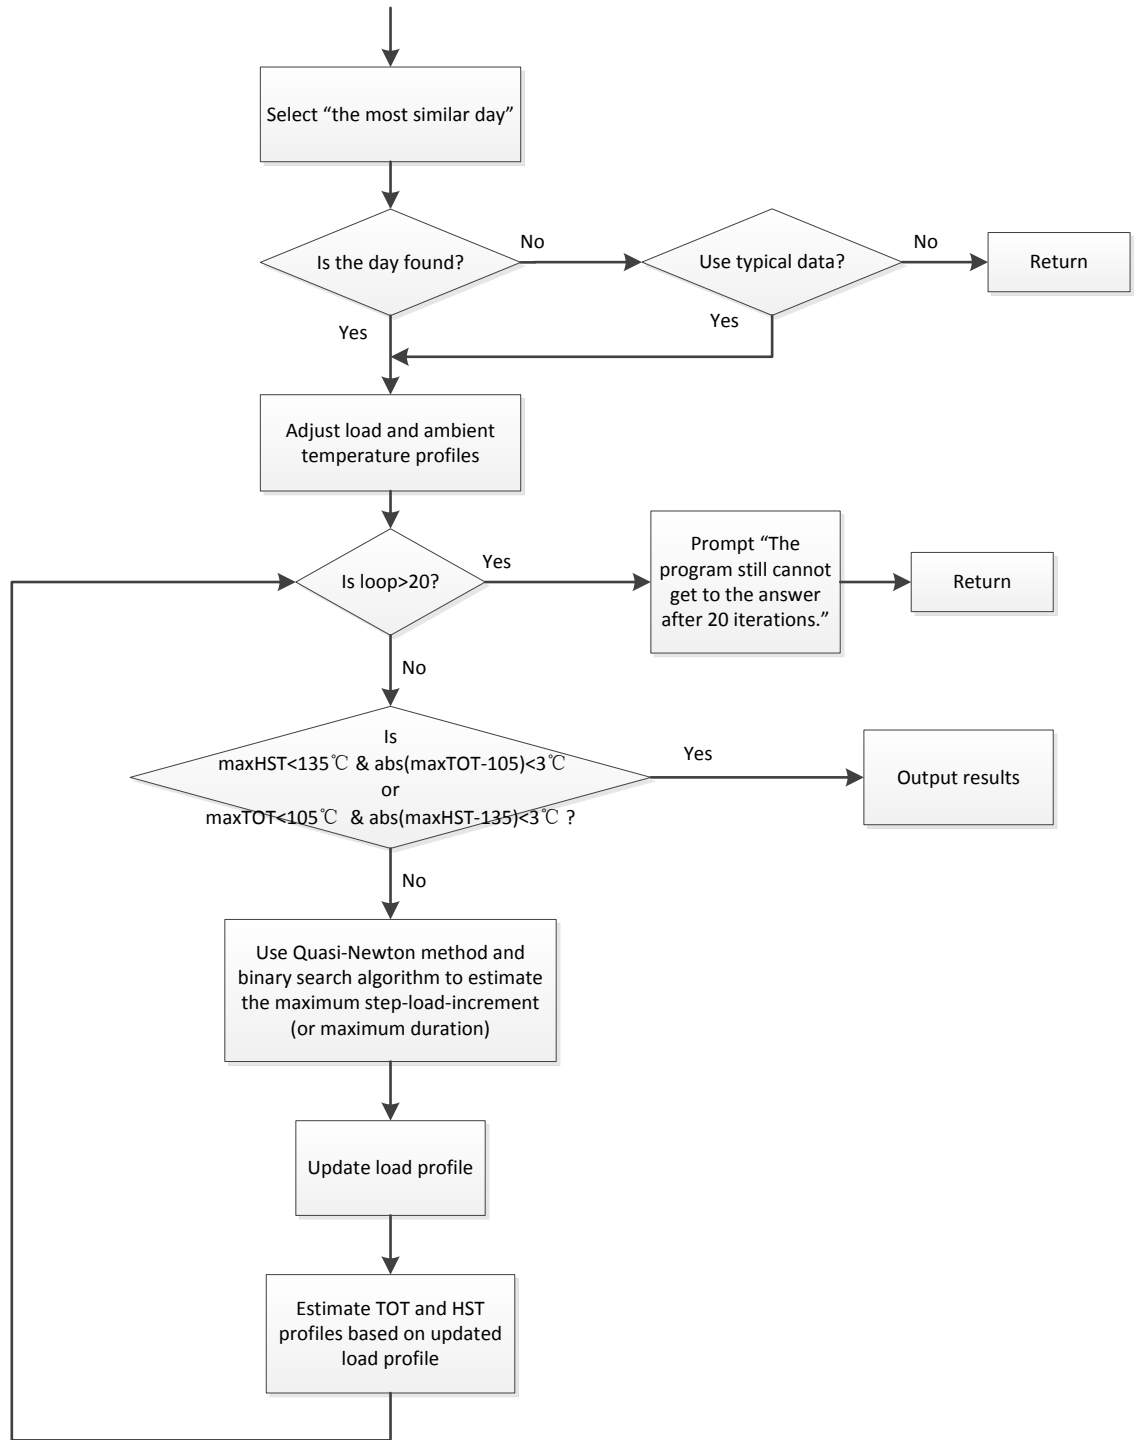 Select “the most similar day”
Is the day found?
No
Use typical data?
No
Return
Yes
Yes
Adjust load and ambient
temperature profiles
Is loop>20?
Yes
Prompt “The
program still cannot
get to the answer
after 20 iterations.”
Return
No
Is
maxHST<135℃ & abs(maxTOT-105)<3℃
or
maxTOT<105℃ & abs(maxHST-135)<3℃ ?
Yes
Output results
No
Use Quasi-Newton method and
binary search algorithm to estimate
the maximum step-load-increment
(or maximum duration)
Update load profile
Estimate TOT and HST
profiles based on updated
load profile